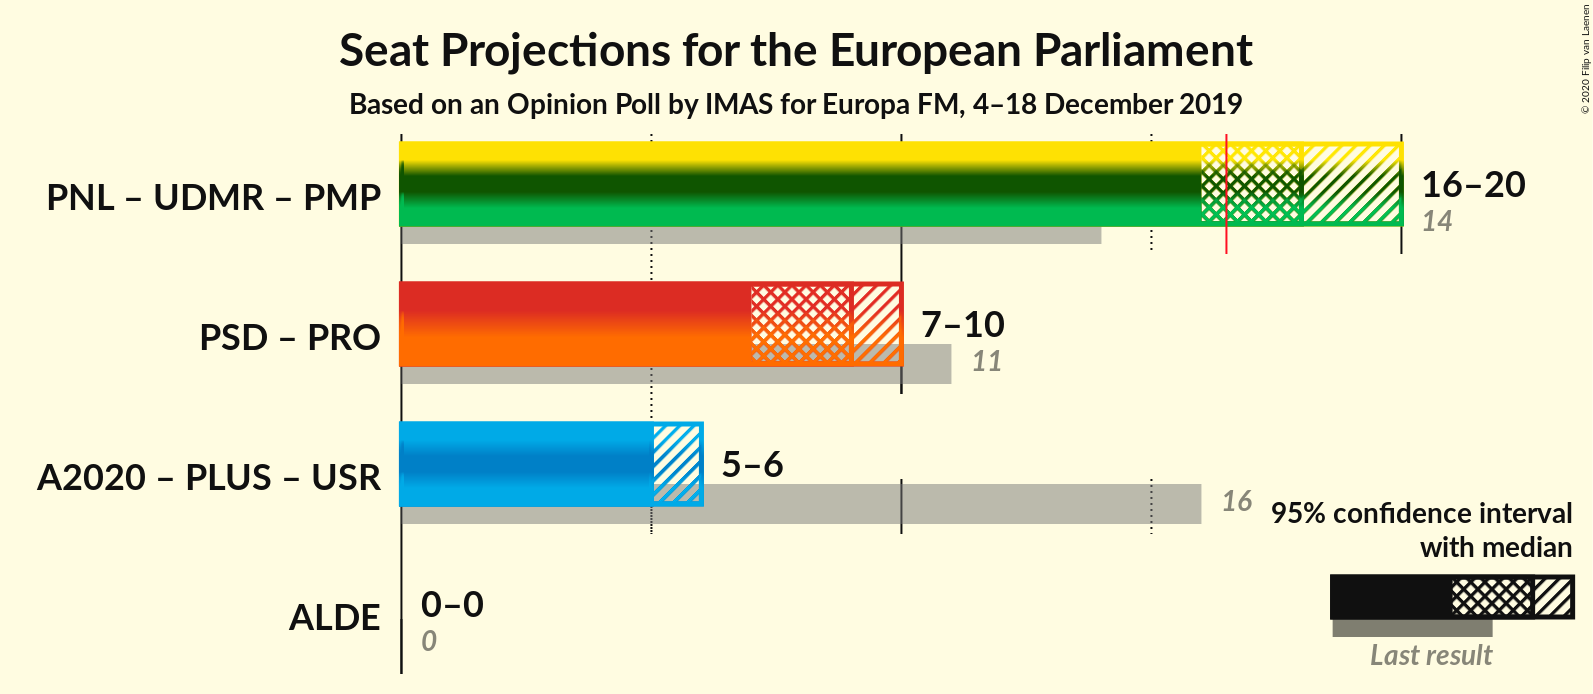 Seat Projections for the European Parliament
Based on an Opinion Poll by IMAS for Europa FM, 4–18 December 2019
© 2020 Filip van Laenen
PNL – UDMR – PMP
16–20
14
PSD – PRO
7–10
11
A2020 – PLUS – USR
5–6
16
95% confidence interval
with median
Last result
ALDE
0–0
0